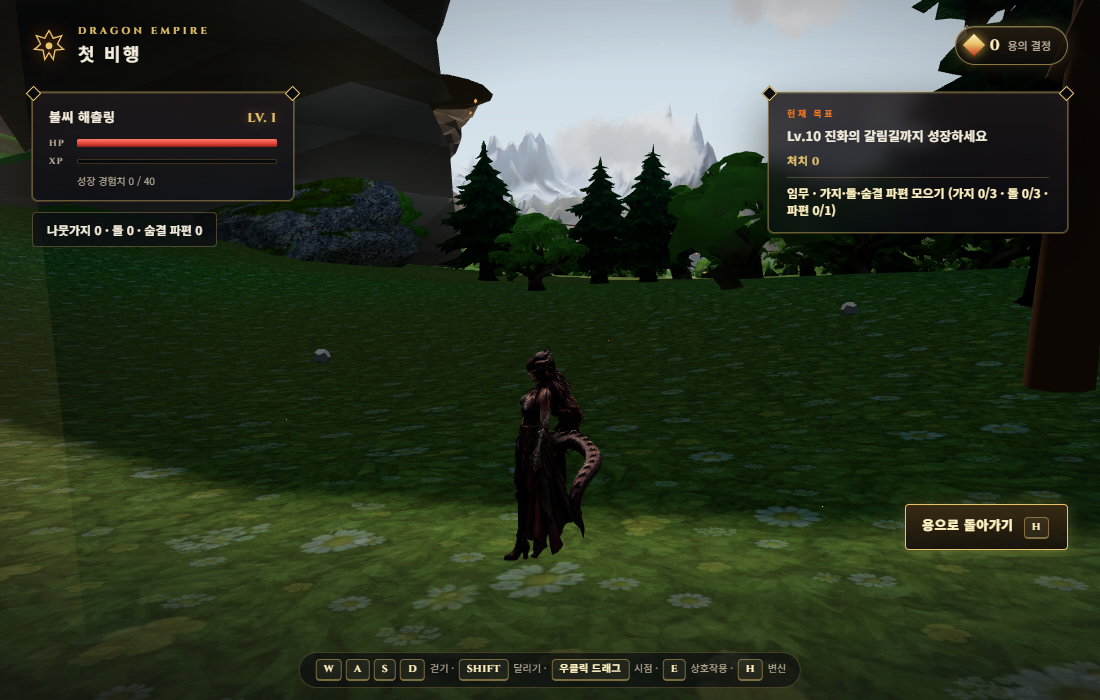 DRAGON EMPIRE
첫 비행
0 용의 결정
불씨 해츨링 LV. 1
HP
XP
성장 경험치 0 / 40
나뭇가지 0 · 돌 0 · 숨결 파편 0
현재 목표
Lv.10 진화의 갈림길까지 성장하세요
처치 0
임무 · 가지·돌·숨결 파편 모으기 (가지 0/3 · 돌 0/3 ·
파편 0/1)
용으로 돌아가기 H
W A S D 걷기 · SHIFT 달리기 · 우클릭 드래그 시점 · E 상호작용 · H 변신